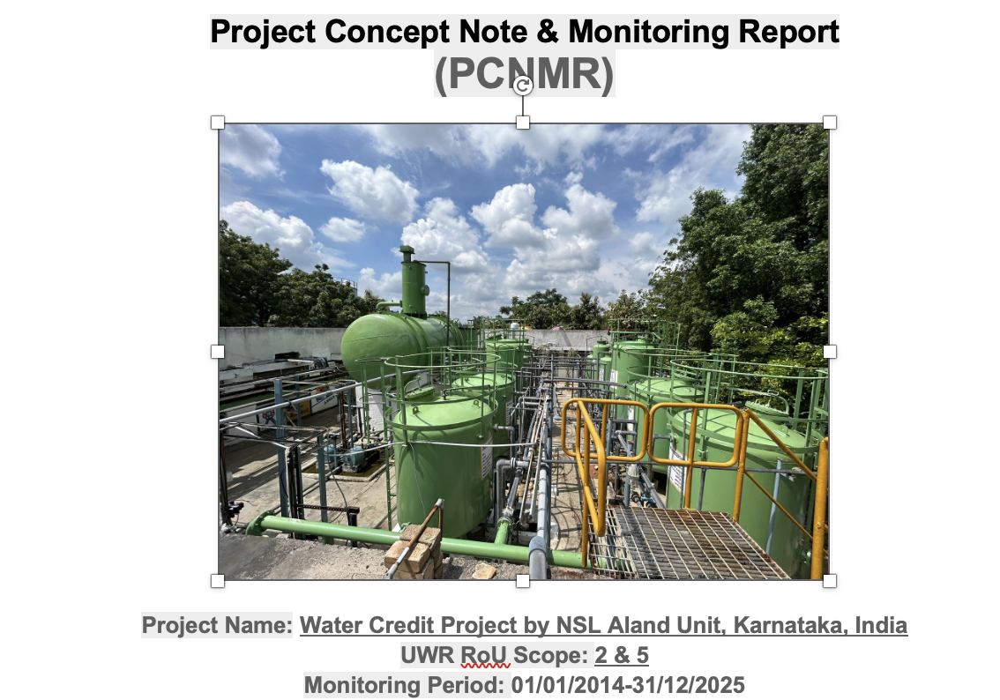 Project Concept Note & Monitoring Report
(PCNMR)
Project Name: Water Credit Project by NSL Aland Unit, Karnataka, India
UWR RoU Scope: 2 & 5
Monitoring Period: 01/01/2014-31/12/2025